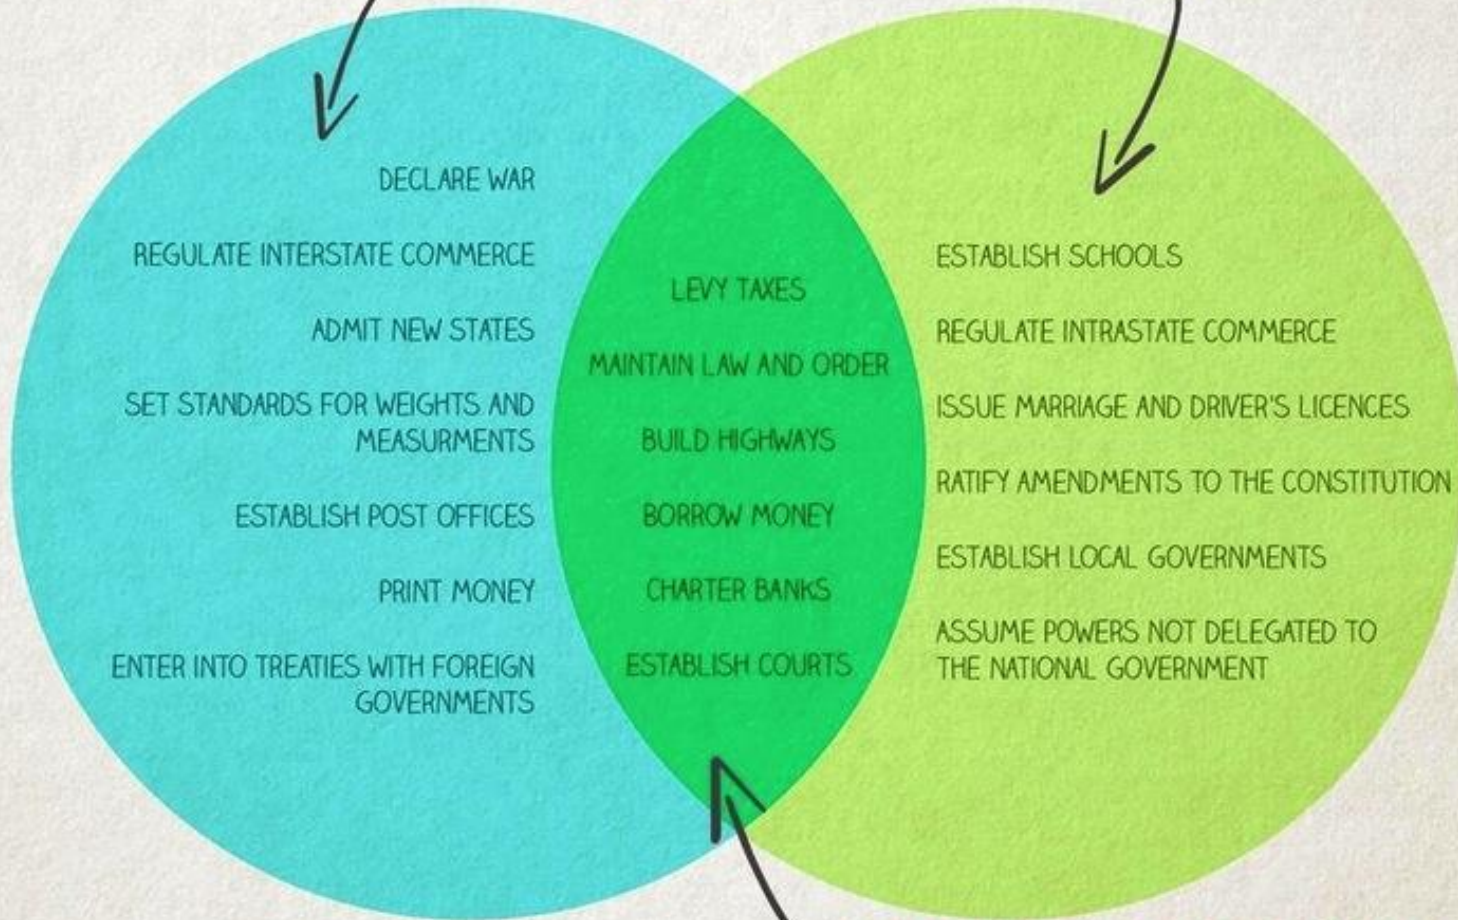 DECLARE WAR
REGULATE INTERSTATE COMMERCE
ADMIT NEW STATES
SET STANDARDS FOR WEIGHTS AND
MEASURMENTS
ESTABLISH POST OFFICES
PRINT MONEY
ENTER INTO TREATIES WITH FOREIGN
GOVERNMENTS
LEVY TAXES
MAINTAIN LAW AND ORDER
BUILD HIGHWAYS
BORROW MONEY
CHARTER BANKS
ESTABLISH COURTS
ESTABLISH SCHOOLS
REGULATE INTRASTATE COMMERCE
ISSUE MARRIAGE AND DRIVER'S LICENCES
RATIFY AMENDMENTS TO THE CONSTITUTION
ESTABLISH LOCAL GOVERNMENTS
ASSUME POWERS NOT DELEGATED TO
THE NATIONAL GOVERNMENT